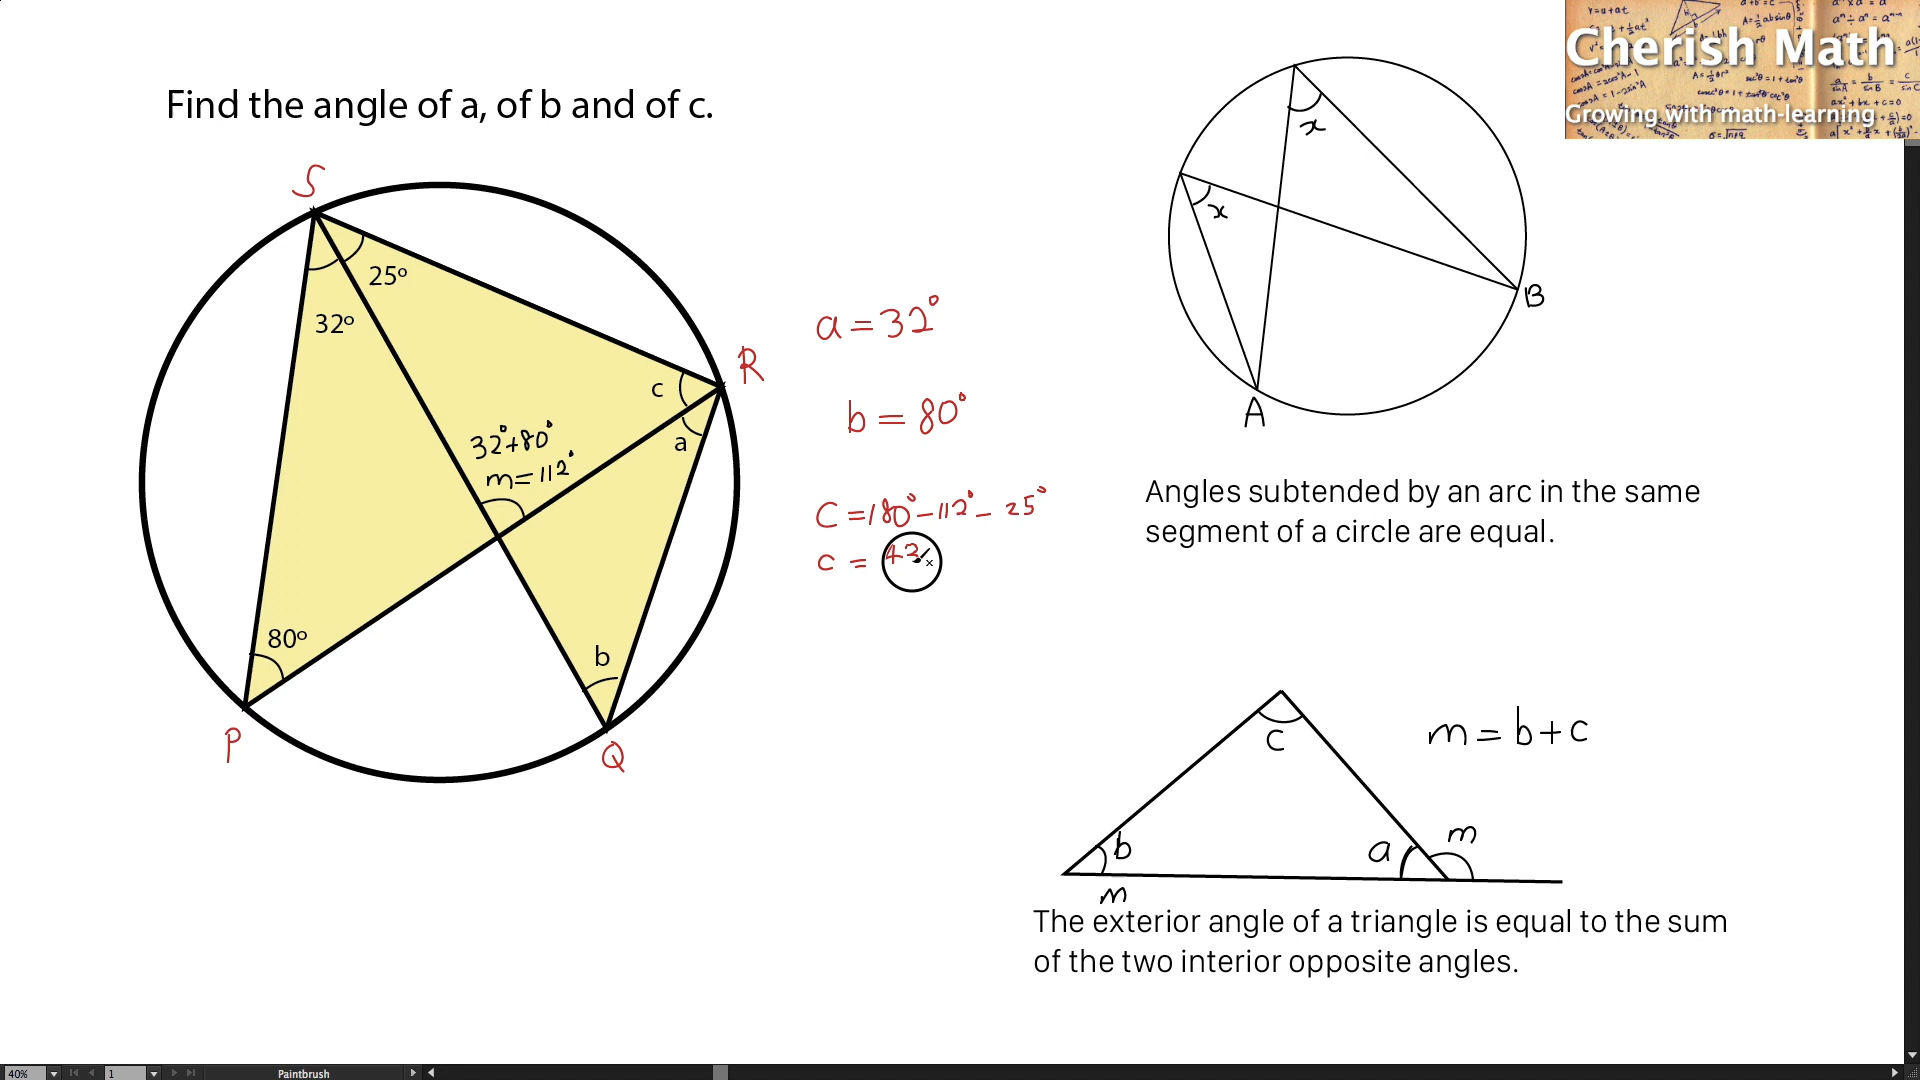 Find the angle of a, of b and of c.
S
25°
32°
R
c
a
32°+80°
m=112°
80°
b
P
Q
a = 32°
b = 80°
C = 180° - 112° - 25°
c = 43
x
x
B
A
Angles subtended by an arc in the same
segment of a circle are equal.
c
m = b + c
b
a
m
m
The exterior angle of a triangle is equal to the sum
of the two interior opposite angles.
Cherish Math
Growing with math-learning
40%
1
Paintbrush